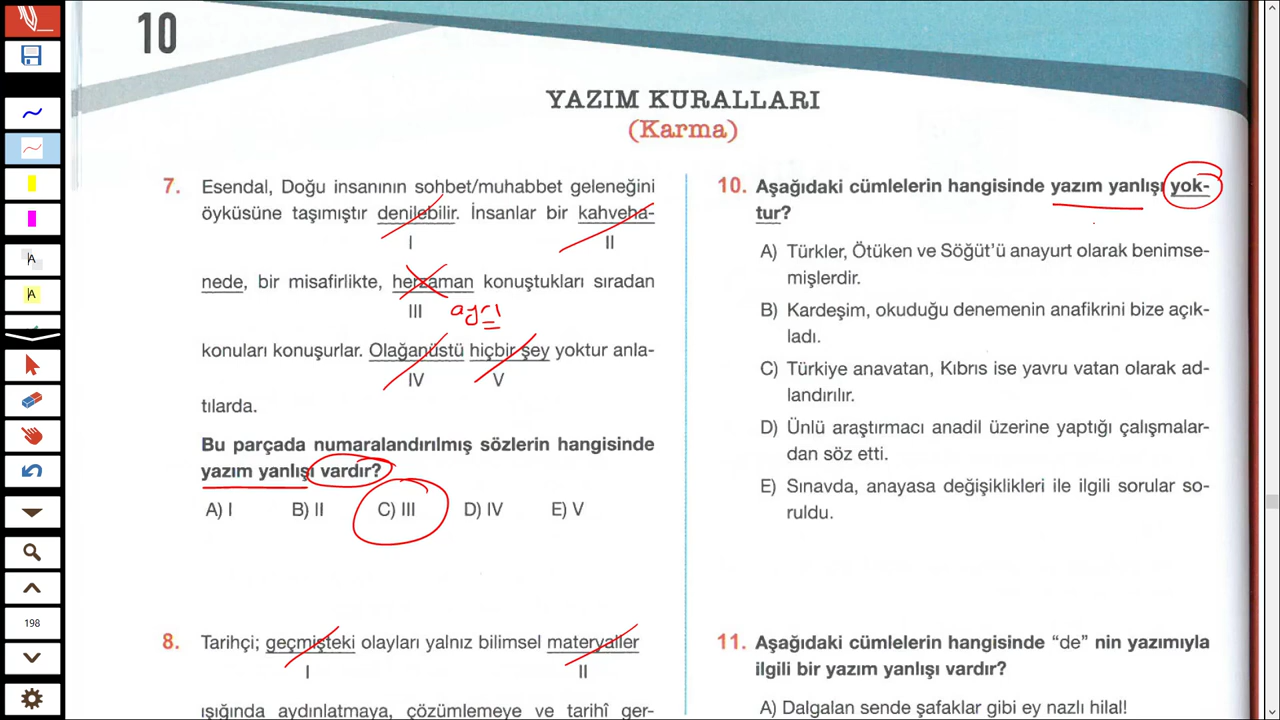 10
YAZIM KURALLARI
(Karma)
7. Esendal, Doğu insanının sohbet/muhabbet geleneğini
öyküsüne taşımıştır denilebilir. İnsanlar bir kahveha-
I II
nede, bir misafirlikte, herzaman konuştukları sıradan
III ayrı
konuları konuşurlar. Olağanüstü hiçbir şey yoktur anla-
IV V
tılarda.
Bu parçada numaralandırılmış sözlerin hangisinde
yazım yanlışı vardır?
A) I B) II C) III D) IV E) V
8. Tarihçi; geçmişteki olayları yalnız bilimsel materyaller
I II
ışığında aydınlatmaya, çözümlemeye ve tarihî ger-
10. Aşağıdaki cümlelerin hangisinde yazım yanlışı yok-
tur?
A) Türkler, Ötüken ve Söğüt'ü anayurt olarak benimse-
mişlerdir.
B) Kardeşim, okuduğu denemenin anafikrini bize açık-
ladı.
C) Türkiye anavatan, Kıbrıs ise yavru vatan olarak ad-
landırılır.
D) Ünlü araştırmacı anadil üzerine yaptığı çalışmalar-
dan söz etti.
E) Sınavda, anayasa değişiklikleri ile ilgili sorular so-
ruldu.
11. Aşağıdaki cümlelerin hangisinde "de" nin yazımıyla
ilgili bir yazım yanlışı vardır?
A) Dalgalan sende şafaklar gibi ey nazlı hilal!
A
A
198